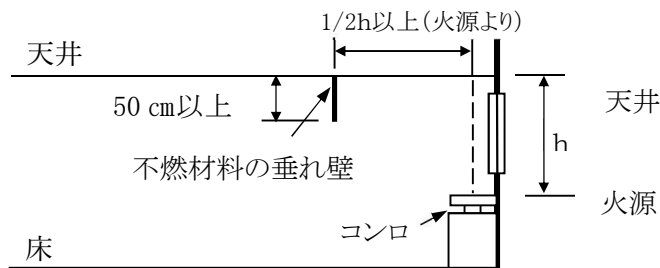 1/2h以上(火源より)
天井
50 cm以上
天井
h
不燃材料の垂れ壁
火源
コンロ
床